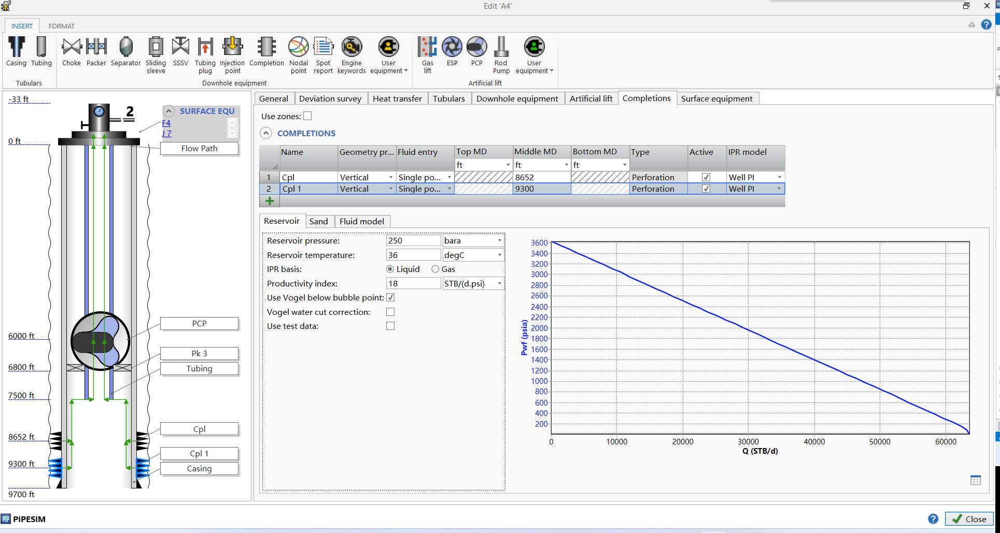 Edit 'A4'
INSERT FORMAT
Casing Tubing Choke Packer Separator Sliding sleeve SSSV Tubing plug Injection point Completion Nodal point Spot report Engine keywords User equipment Gas lift ESP PCP Rod Pump User equipment
Tubulars Downhole equipment Artificial lift
-33 ft
2
SURFACE EQU
F4
J 7
0 ft
Flow Path
PCP
6000 ft
Pk 3
6800 ft
Tubing
7500 ft
Cpl
8652 ft
Cpl 1
9300 ft
Casing
9700 ft
General Deviation survey Heat transfer Tubulars Downhole equipment Artificial lift Completions Surface equipment
Use zones:
COMPLETIONS
Name Geometry pr... Fluid entry Top MD Middle MD Bottom MD Type Active IPR model
ft ft ft
1 Cpl Vertical Single po... 8652 Perforation Well PI
2 Cpl 1 Vertical Single po... 9300 Perforation Well PI
Reservoir Sand Fluid model
Reservoir pressure: 250 bara
Reservoir temperature: 36 degC
IPR basis: Liquid Gas
Productivity index: 18 STB/(d.psi)
Use Vogel below bubble point:
Vogel water cut correction:
Use test data:
3600
3400
3200
3000
2800
2600
2400
2200
2000
1800
1600
1400
1200
1000
800
600
400
200
Pwf (psia)
0 10000 20000 30000 40000 50000 60000
Q (STB/d)
PIP PIPESIM
Close